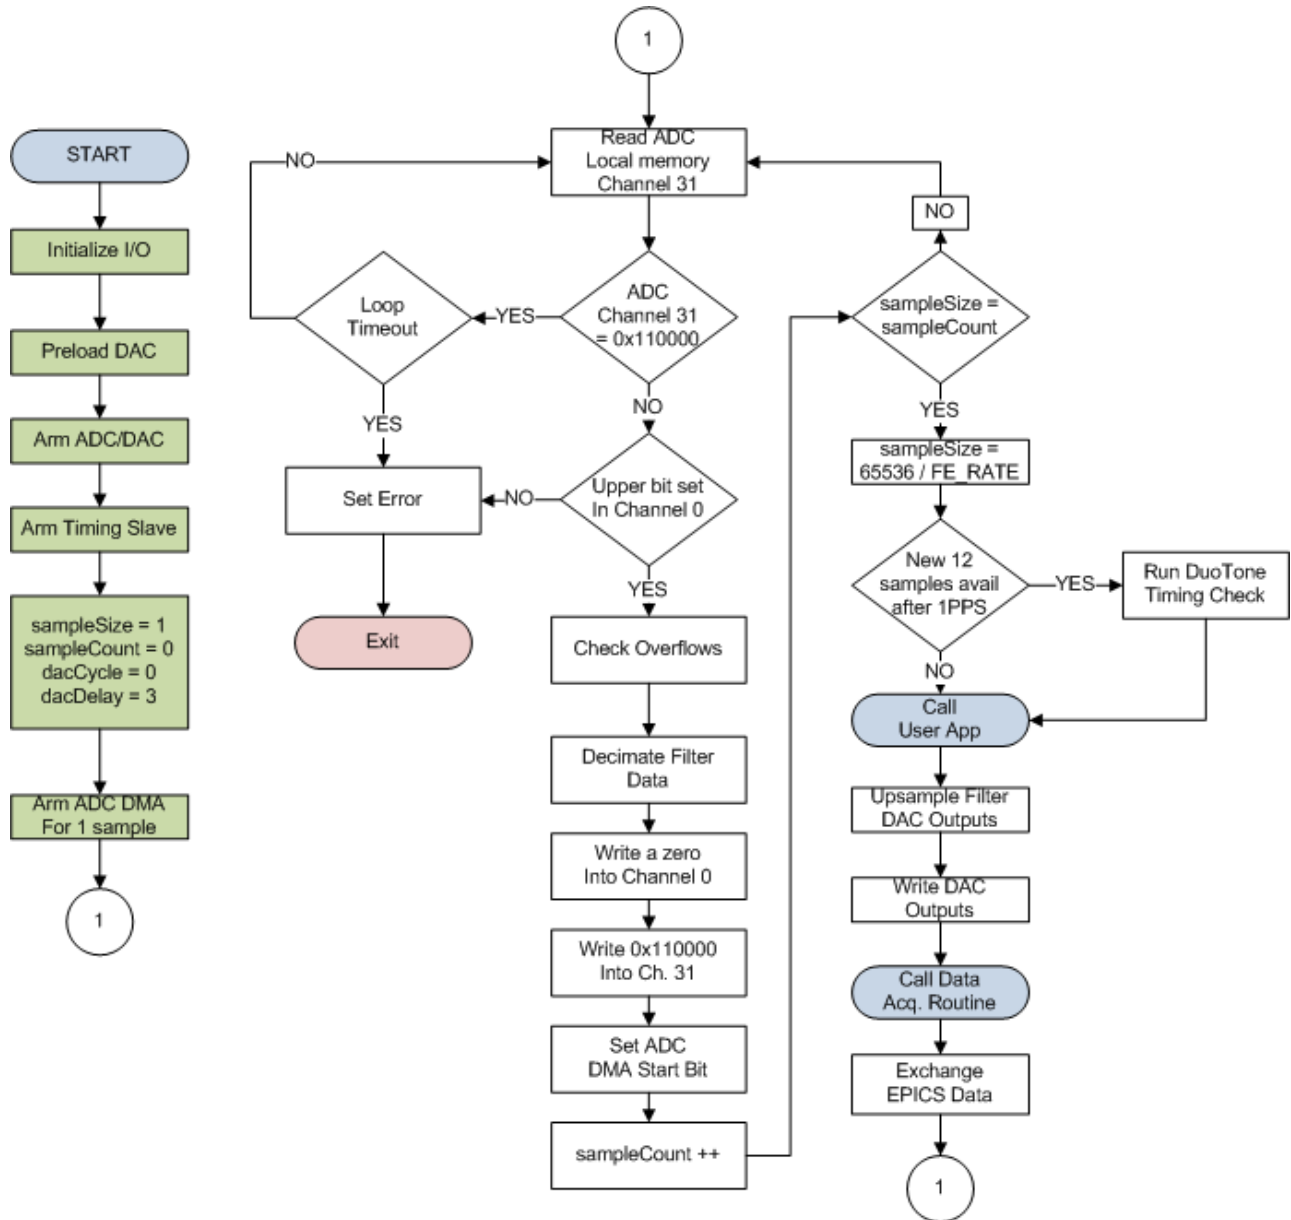 START
Initialize I/O
Preload DAC
Arm ADC/DAC
Arm Timing Slave
sampleSize = 1
sampleCount = 0
dacCycle = 0
dacDelay = 3
Arm ADC DMA
For 1 sample
1
1
Read ADC
Local memory
Channel 31
NO
Loop
Timeout
YES
ADC
Channel 31
= 0x110000
YES
NO
Set Error
NO
Upper bit set
In Channel 0
Exit
YES
Check Overflows
Decimate Filter
Data
Write a zero
Into Channel 0
Write 0x110000
Into Ch. 31
Set ADC
DMA Start Bit
sampleCount ++
NO
sampleSize =
sampleCount
YES
sampleSize =
65536 / FE_RATE
New 12
samples avail
after 1PPS
YES
Run DuoTone
Timing Check
NO
Call
User App
Upsample Filter
DAC Outputs
Write DAC
Outputs
Call Data
Acq. Routine
Exchange
EPICS Data
1